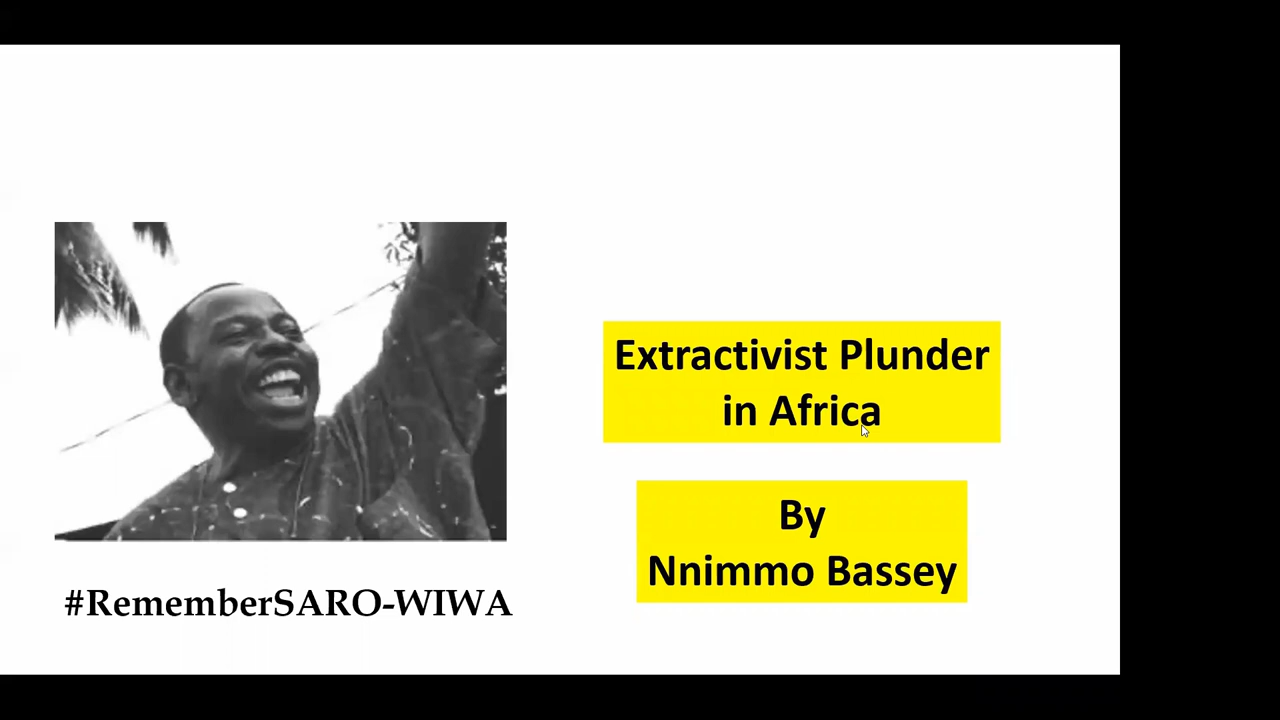 #RememberSARO-WIWA
Extractivist Plunder
in Africa
By
Nnimmo Bassey